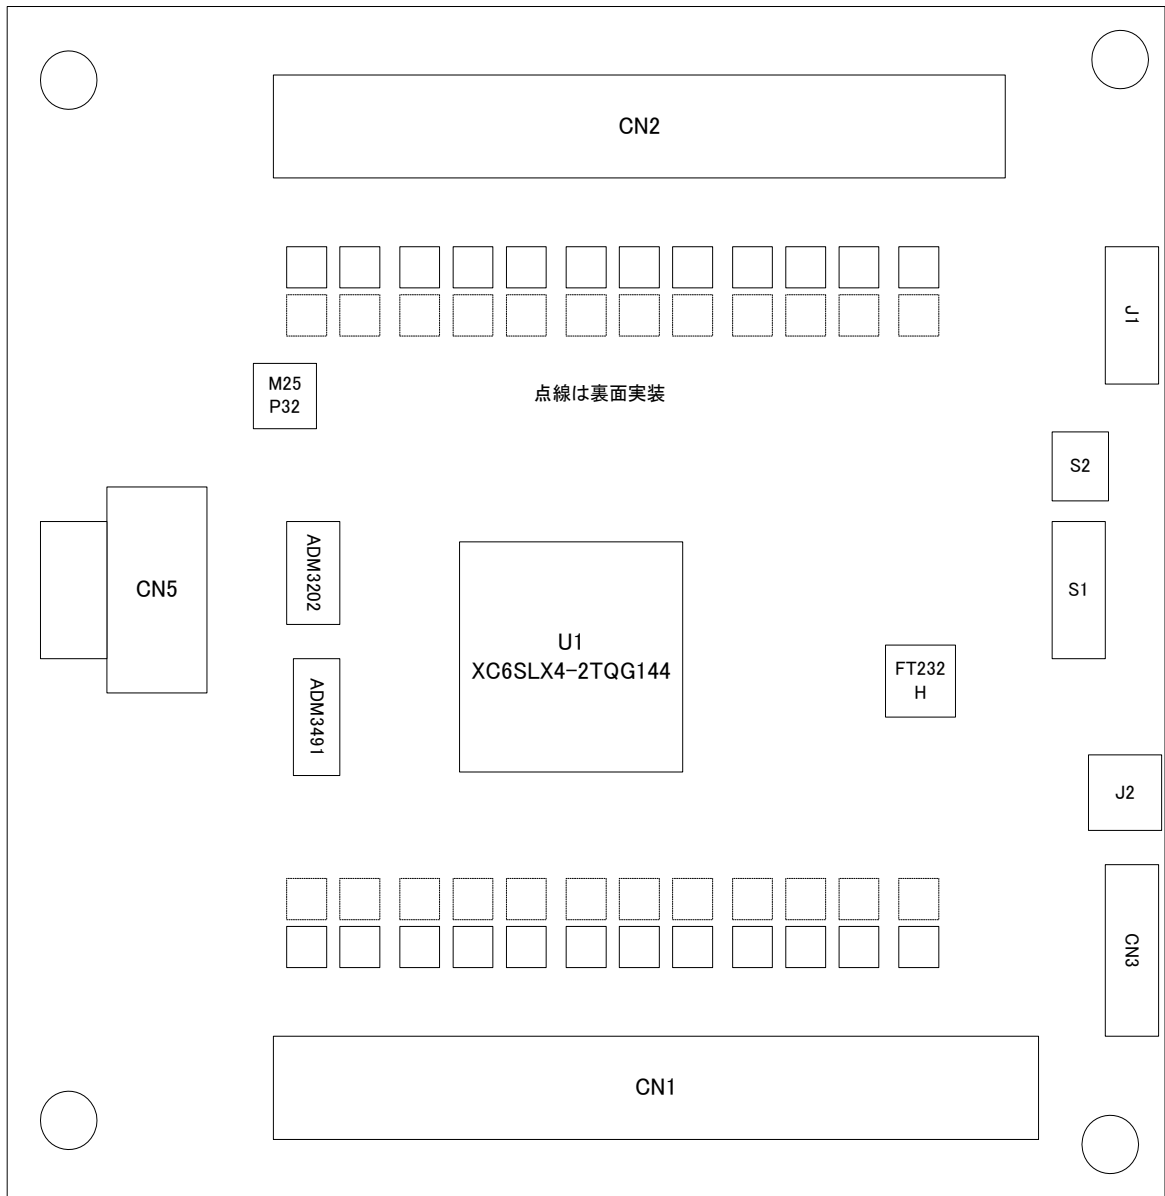 CN2
J1
M25
P32
点線は裏面実装
S2
ADM3202
CN5
S1
U1
XC6SLX4-2TQG144
FT232
H
ADM3491
J2
CN3
CN1